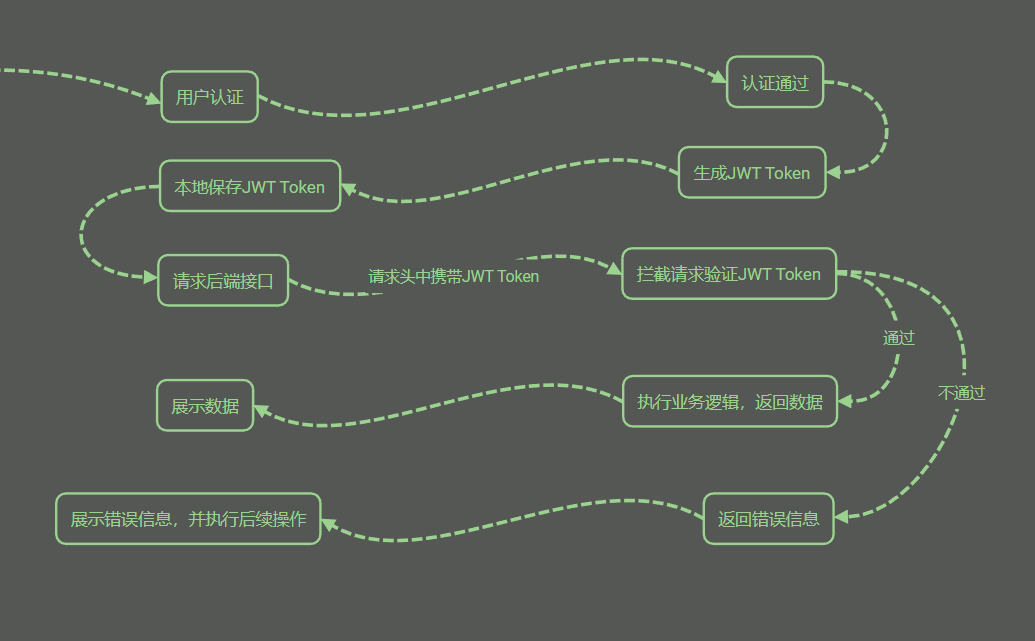 用户认证
认证通过
生成JWT Token
本地保存JWT Token
请求后端接口
请求头中携带JWT Token
拦截请求验证JWT Token
通过
不通过
执行业务逻辑，返回数据
展示数据
返回错误信息
展示错误信息，并执行后续操作